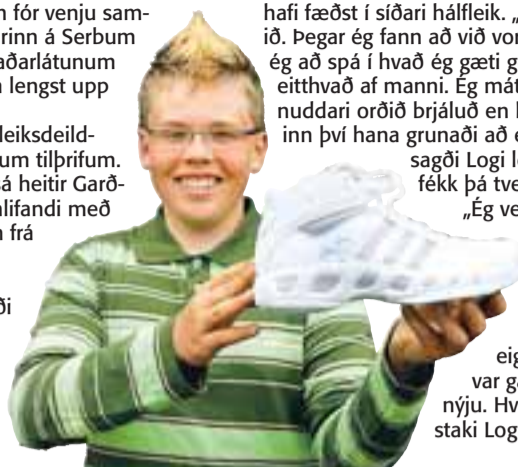 n fór venju sam-
rinn á Serbum
aðarlátunum
lengst upp
leiksdeild-
um tilþrifum.
sá heitir Garð-
alifandi með
frá
ði
hafi fæðst í síðari hálfleik. „
ið. Þegar ég fann að við vor
ég að spá í hvað ég gæti g
eitthvað af manni. Ég mát
nuddari orðið brjáluð en l
inn því hana grunaði að e
sagði Logi l
fékk þá tve
„Ég ve
eig
var g
nýju. Hv
staki Log